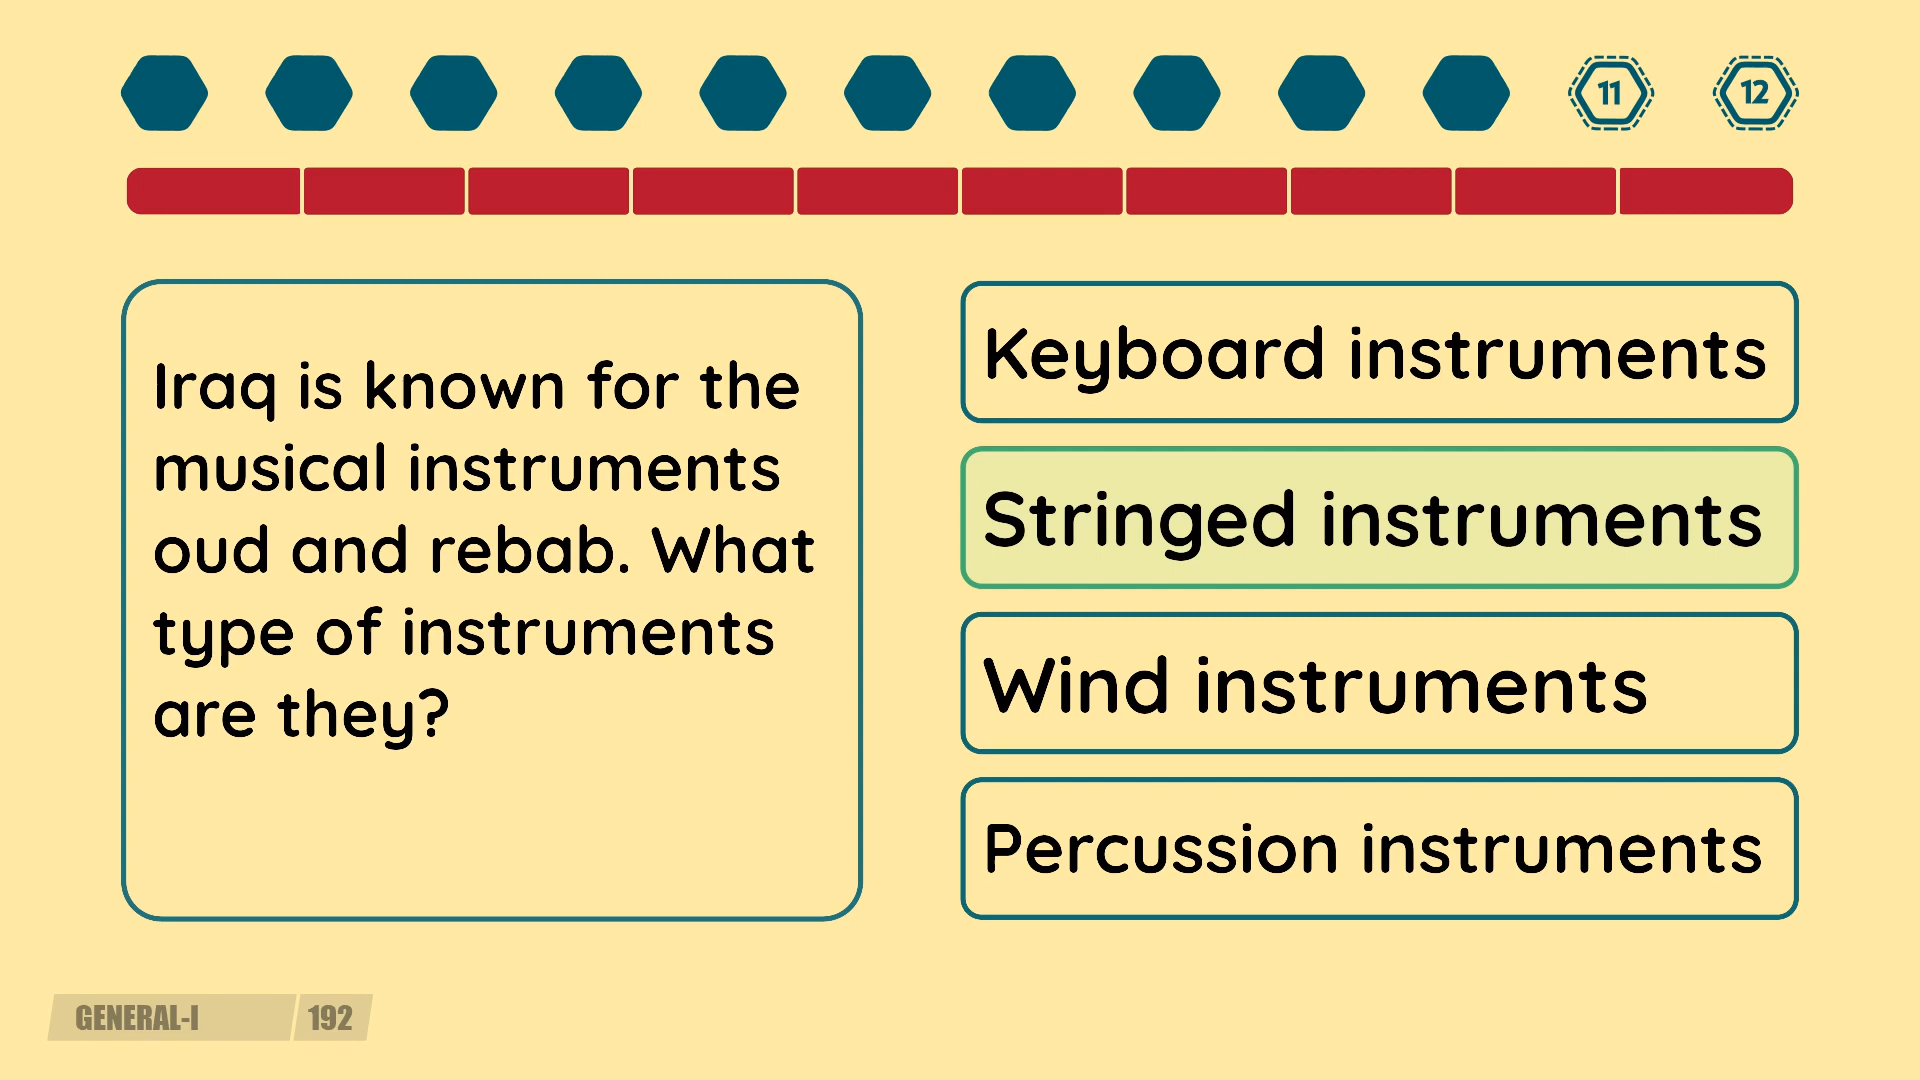 11
12
Iraq is known for the
musical instruments
oud and rebab. What
type of instruments
are they?
Keyboard instruments
Stringed instruments
Wind instruments
Percussion instruments
GENERAL-I 192